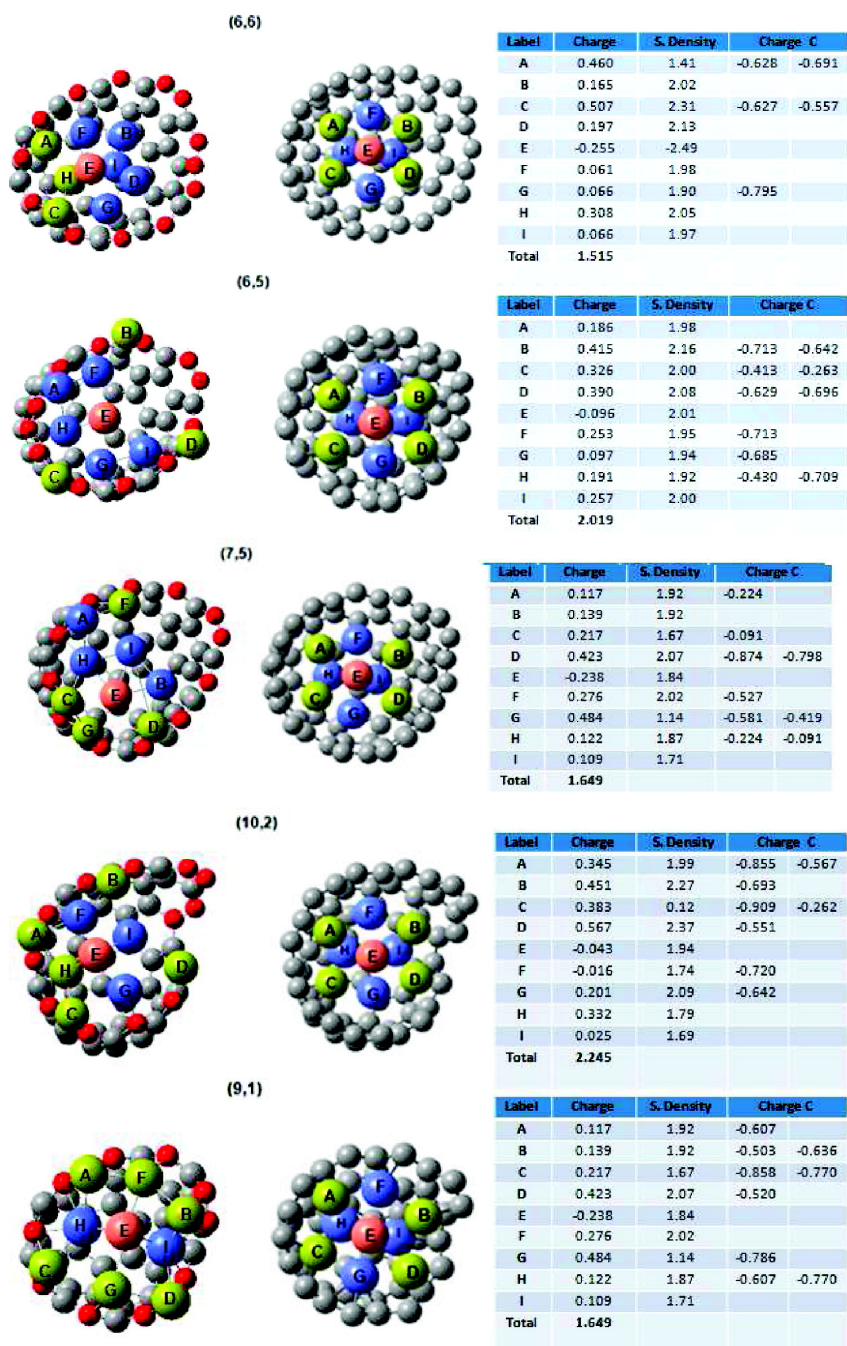 (6,6)
A F B
E I
H D
C G
A F B
H E I
C D
G
Label Charge S. Density Charge C
A 0.460 1.41 -0.628 -0.691
B 0.165 2.02
C 0.507 2.31 -0.627 -0.557
D 0.197 2.13
E -0.255 -2.49
F 0.061 1.98
G 0.066 1.90 -0.795
H 0.308 2.05
I 0.066 1.97
Total 1.515
(6,5)
B
A F
H E
C G I D
F
A B
H E I
C D
G
Label Charge S. Density Charge C
A 0.186 1.98
B 0.415 2.16 -0.713 -0.642
C 0.326 2.00 -0.413 -0.263
D 0.390 2.08 -0.629 -0.696
E -0.096 2.01
F 0.253 1.95 -0.713
G 0.097 1.94 -0.685
H 0.191 1.92 -0.430 -0.709
I 0.257 2.00
Total 2.019
(7,5)
A F
H I
C E B
G D
F
A B
H E I
C D
G
Label Charge S. Density Charge C
A 0.117 1.92 -0.224
B 0.139 1.92
C 0.217 1.67 -0.091
D 0.423 2.07 -0.874 -0.798
E -0.238 1.84
F 0.276 2.02 -0.527
G 0.484 1.14 -0.581 -0.419
H 0.122 1.87 -0.224 -0.091
I 0.109 1.71
Total 1.649
(10,2)
B
A F I
H E D
C G
F
A B
H E I
C D
G
Label Charge S. Density Charge C
A 0.345 1.99 -0.855 -0.567
B 0.451 2.27 -0.693
C 0.383 0.12 -0.909 -0.262
D 0.567 2.37 -0.551
E -0.043 1.94
F -0.016 1.74 -0.720
G 0.201 2.09 -0.642
H 0.332 1.79
I 0.025 1.69
Total 2.245
(9,1)
A F
H E B
I
C G D
F
A B
H E I
C D
G
Label Charge S. Density Charge C
A 0.117 1.92 -0.607
B 0.139 1.92 -0.503 -0.636
C 0.217 1.67 -0.858 -0.770
D 0.423 2.07 -0.520
E -0.238 1.84
F 0.276 2.02
G 0.484 1.14 -0.786
H 0.122 1.87 -0.607 -0.770
I 0.109 1.71
Total 1.649